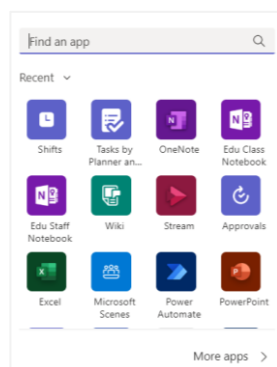 Find an app
Recent
Shifts
Tasks by
Planner an...
OneNote
Edu Class
Notebook
Edu Staff
Notebook
Wiki
Stream
Approvals
Excel
Microsoft
Scenes
Power
Automate
PowerPoint
More apps